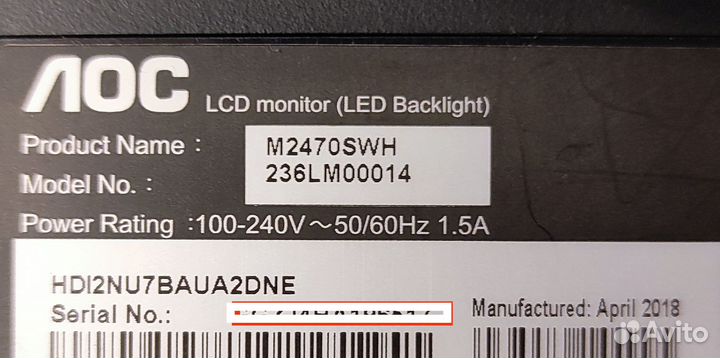 AOC LCD monitor (LED Backlight)
Product Name : M2470SWH
Model No. : 236LM00014
Power Rating :100-240V～50/60Hz 1.5A
HDI2NU7BAUA2DNE
Serial No.: Manufactured: April 2018
Avito